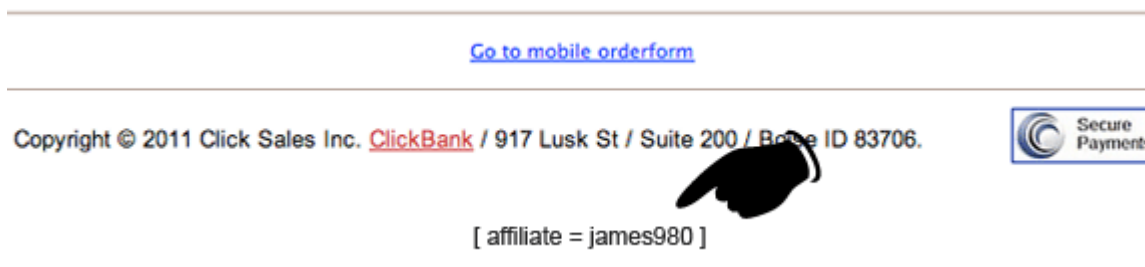 Go to mobile orderform
Copyright © 2011 Click Sales Inc. ClickBank / 917 Lusk St / Suite 200 / Boise ID 83706.
Secure
Payments
[ affiliate = james980 ]